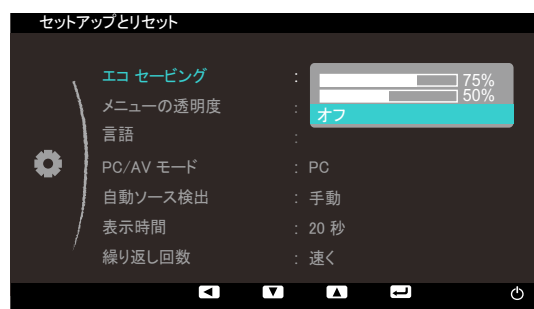 セットアップとリセット
エコ セービング : 75%
50%
メニューの透明度 : オフ
言語 :
PC/AV モード : PC
自動ソース検出 : 手動
表示時間 : 20 秒
繰り返し回数 : 速く